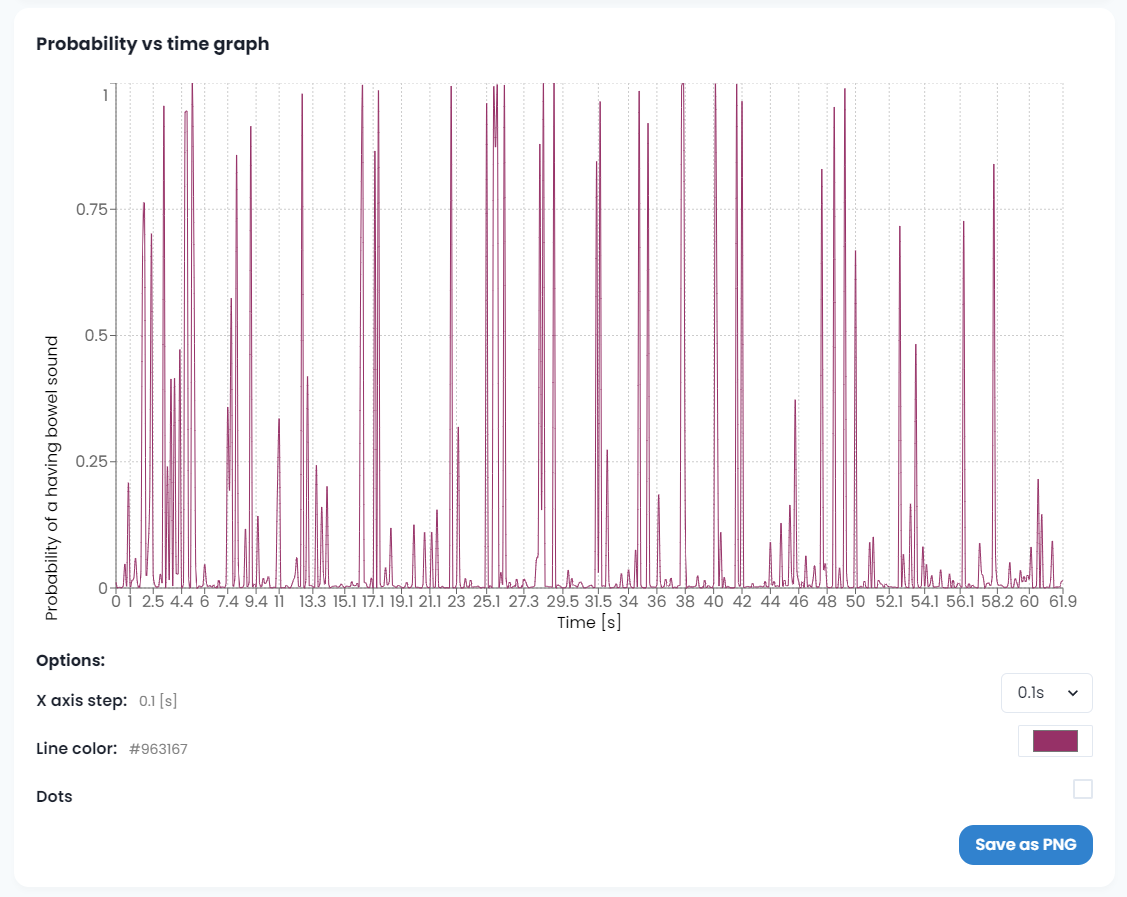 Probability vs time graph
1
0.75
0.5
0.25
0
Probability of a having bowel sound
0 1 2.5 4.4 6 7.4 9.4 11 13.3 15.1 17.1 19.1 21.1 23 25.1 27.3 29.5 31.5 34 36 38 40 42 44 46 48 50 52.1 54.1 56.1 58.2 60 61.9
Time [s]
Options:
X axis step: 0.1 [s]
0.1s
Line color: #963167
Dots
Save as PNG